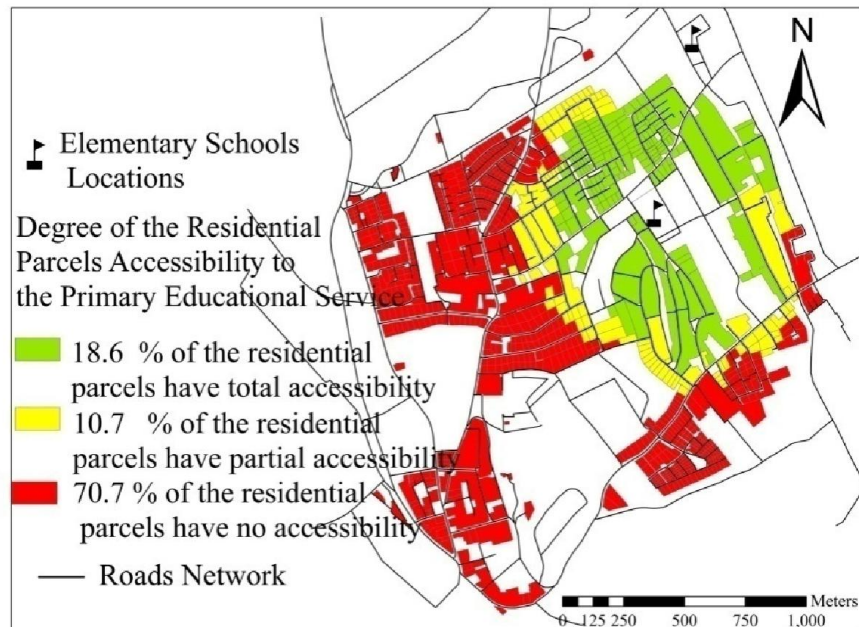 N
Elementary Schools
Locations
Degree of the Residential
Parcels Accessibility to
the Primary Educational Service
18.6 % of the residential
parcels have total accessibility
10.7 % of the residential
parcels have partial accessibility
70.7 % of the residential
parcels have no accessibility
Roads Network
Meters
0 125 250 500 750 1,000